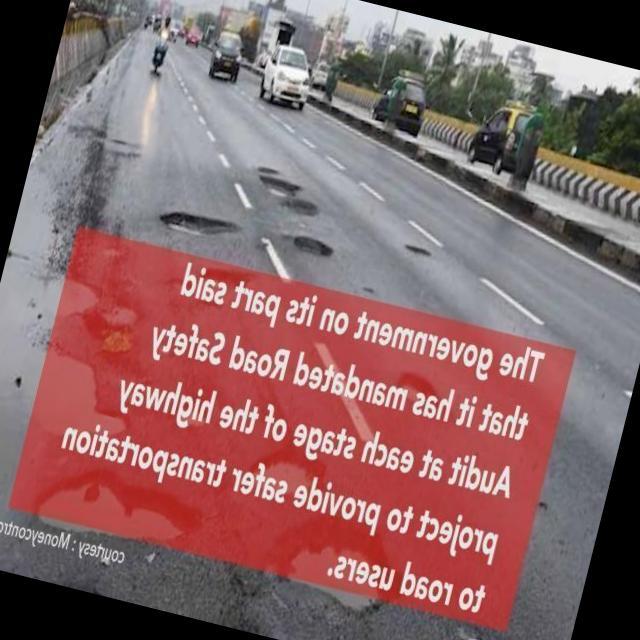 The government on its part said
that it has mandated Road Safety
Audit at each stage of the highway
project to provide safer transportation
to road users.
courtesy : Moneycontro